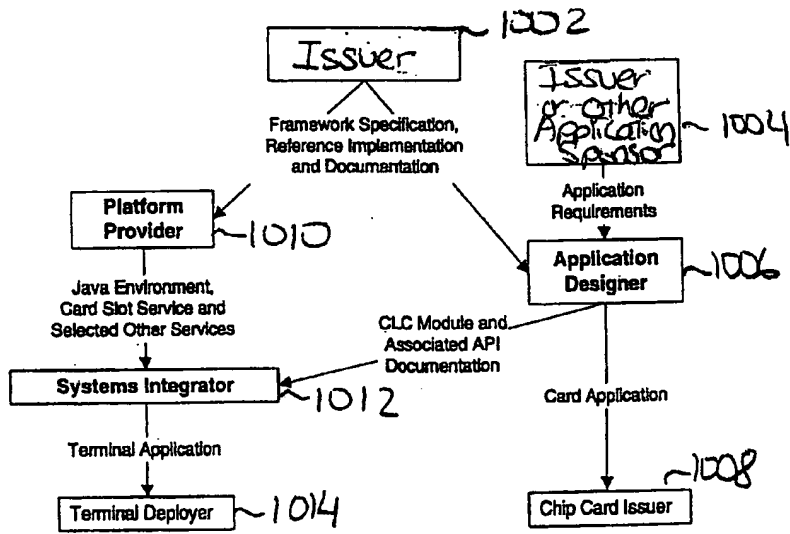 1002
Issuer
Issuer
or other
Application
Sponsor
1004
Framework Specification,
Reference Implementation
and Documentation
Application
Requirements
Platform
Provider
1010
Application
Designer
1006
Java Environment,
Card Slot Service and
Selected Other Services
CLC Module and
Associated API
Documentation
Systems Integrator
1012
Card Application
Terminal Application
1008
Terminal Deployer
1014
Chip Card Issuer